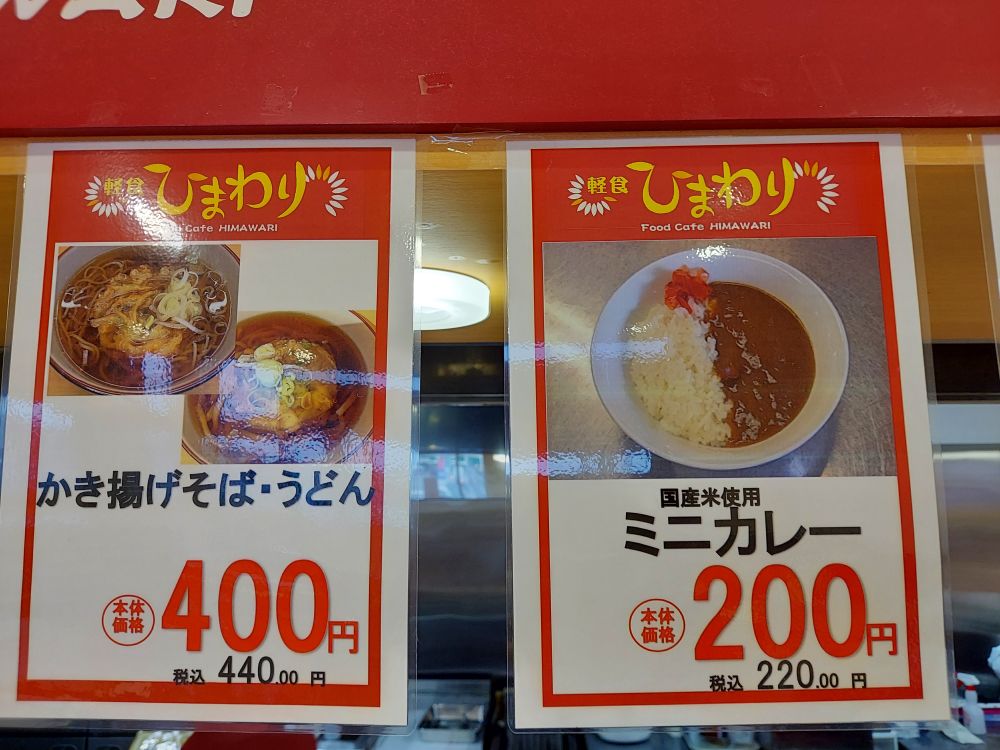 軽食 ひまわり
Food Cafe HIMAWARI
かき揚げそば・うどん
本体
価格
400円
税込 440.00 円
軽食 ひまわり
Food Cafe HIMAWARI
国産米使用
ミニカレー
本体
価格
200円
税込 220.00 円